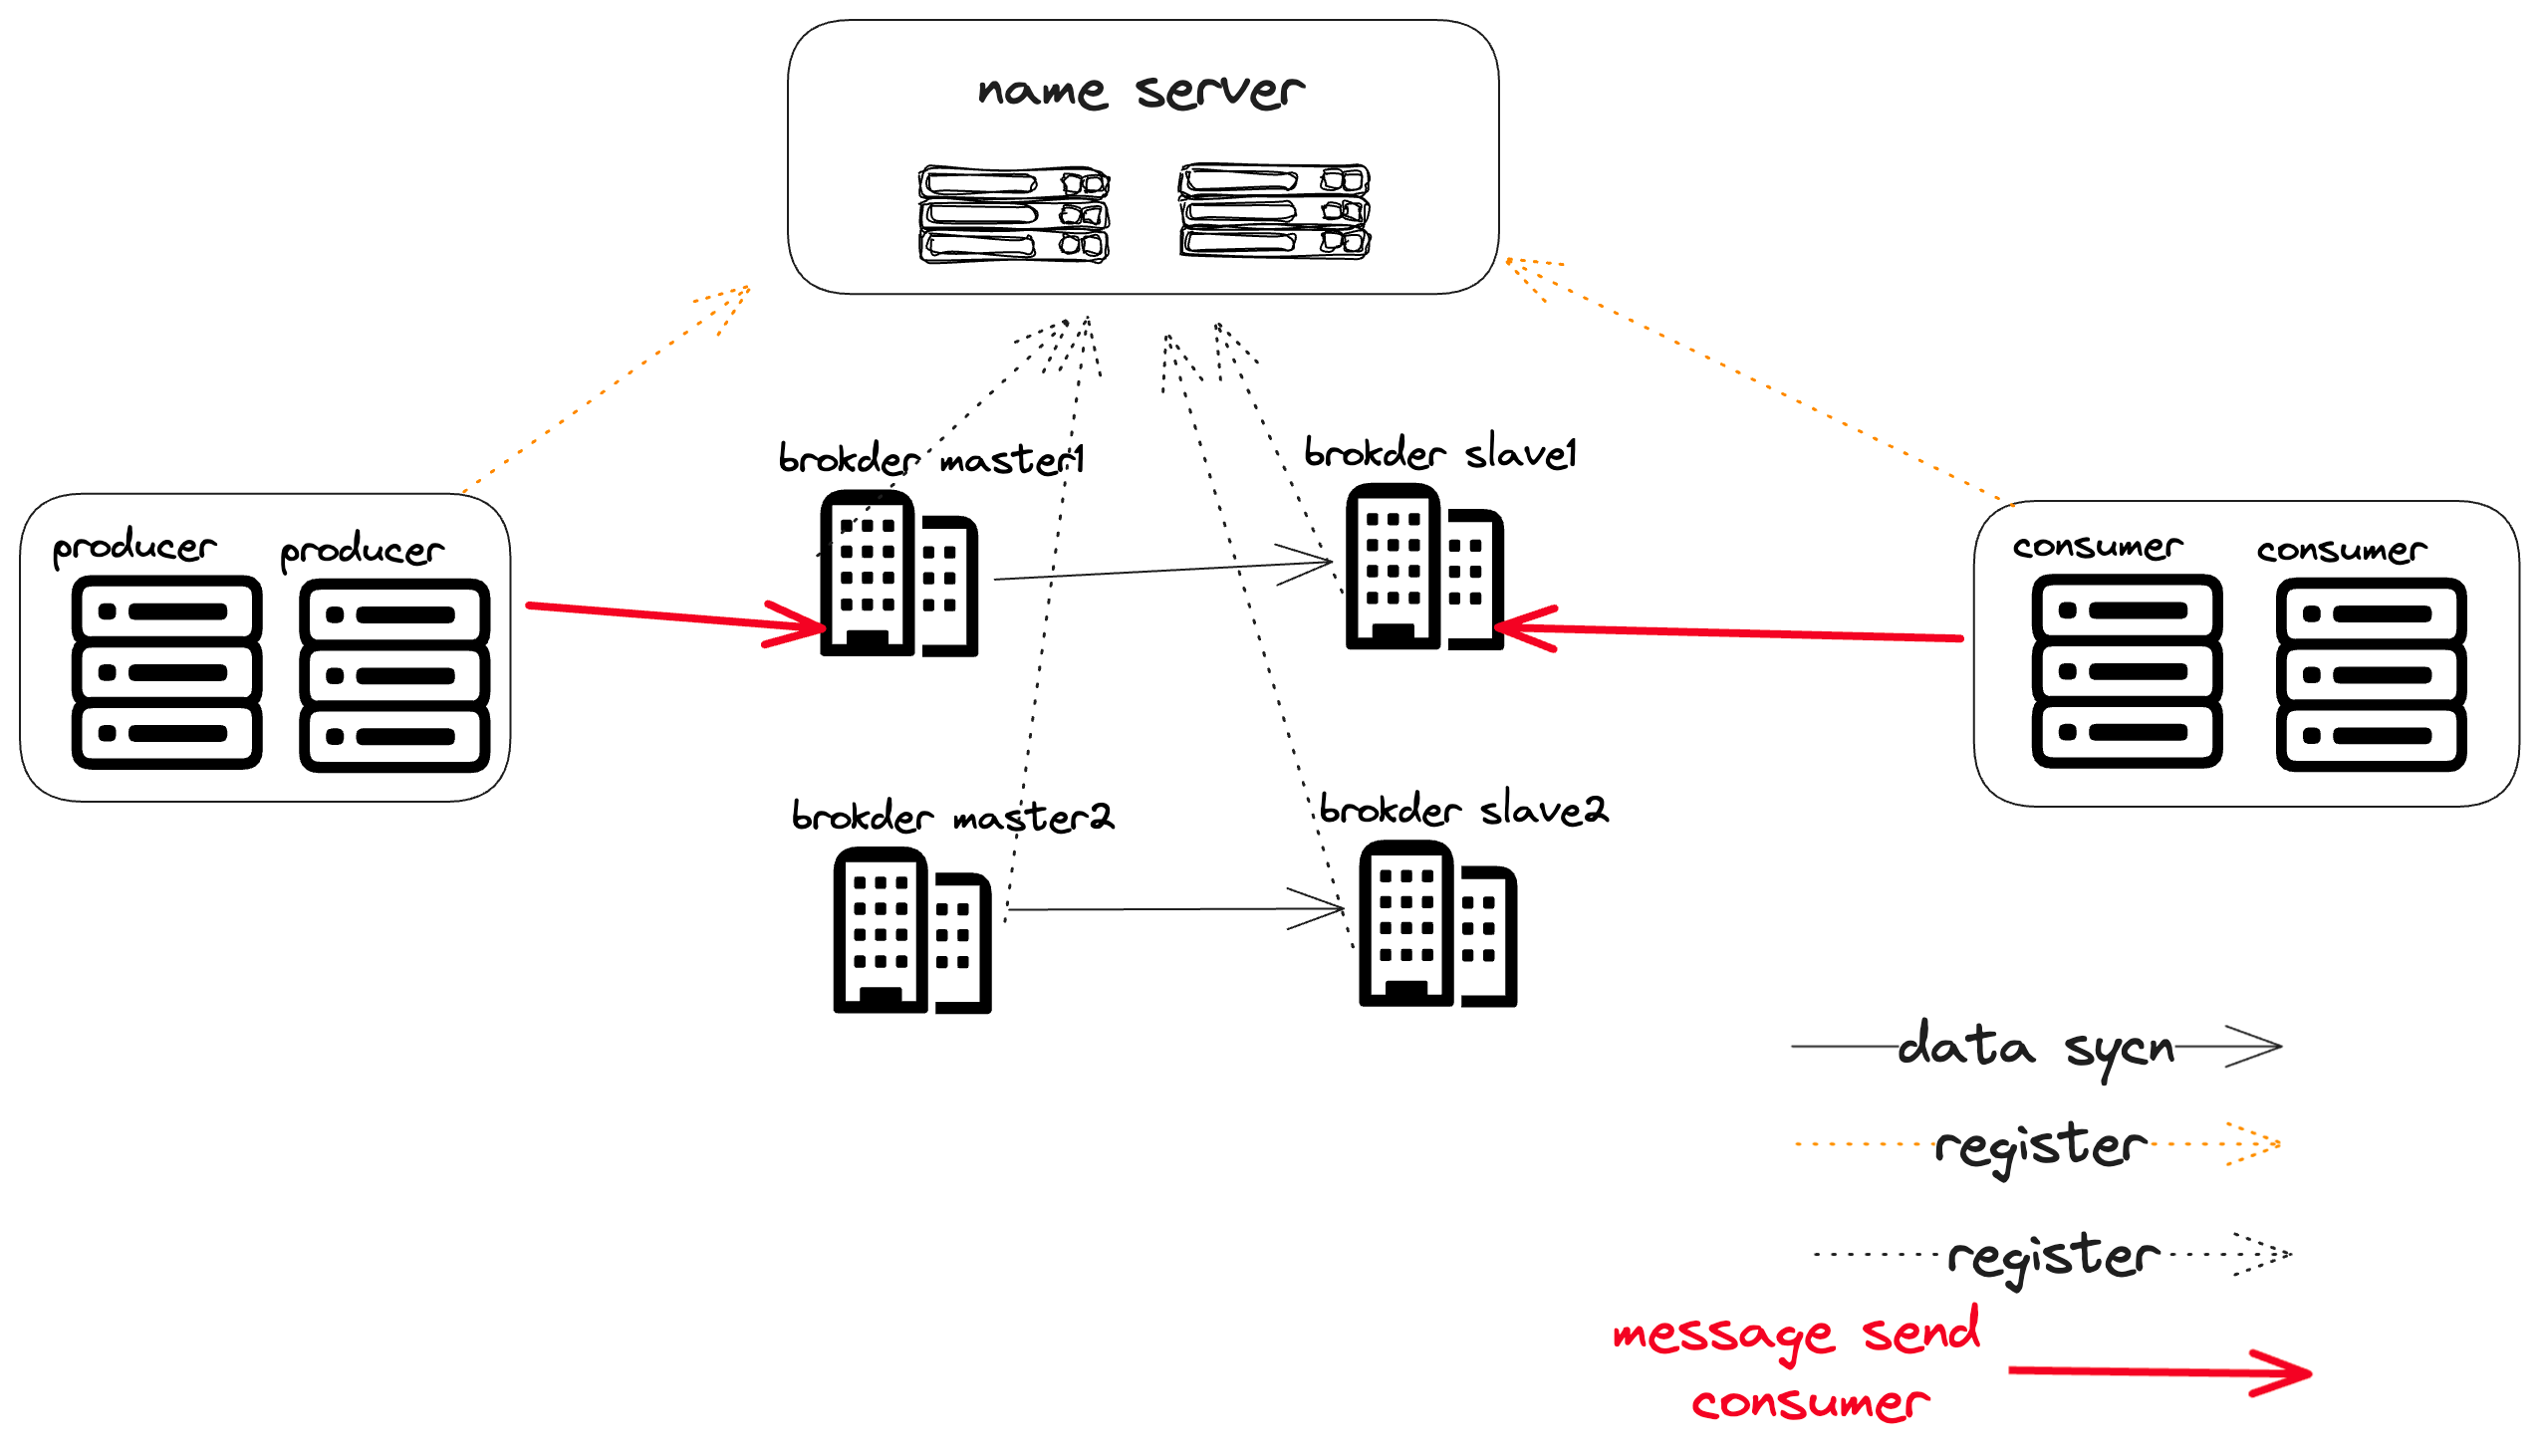 name server
brokder master1
brokder slave1
producer
producer
consumer
consumer
brokder master2
brokder slave2
data sycn
register
register
message send
consumer